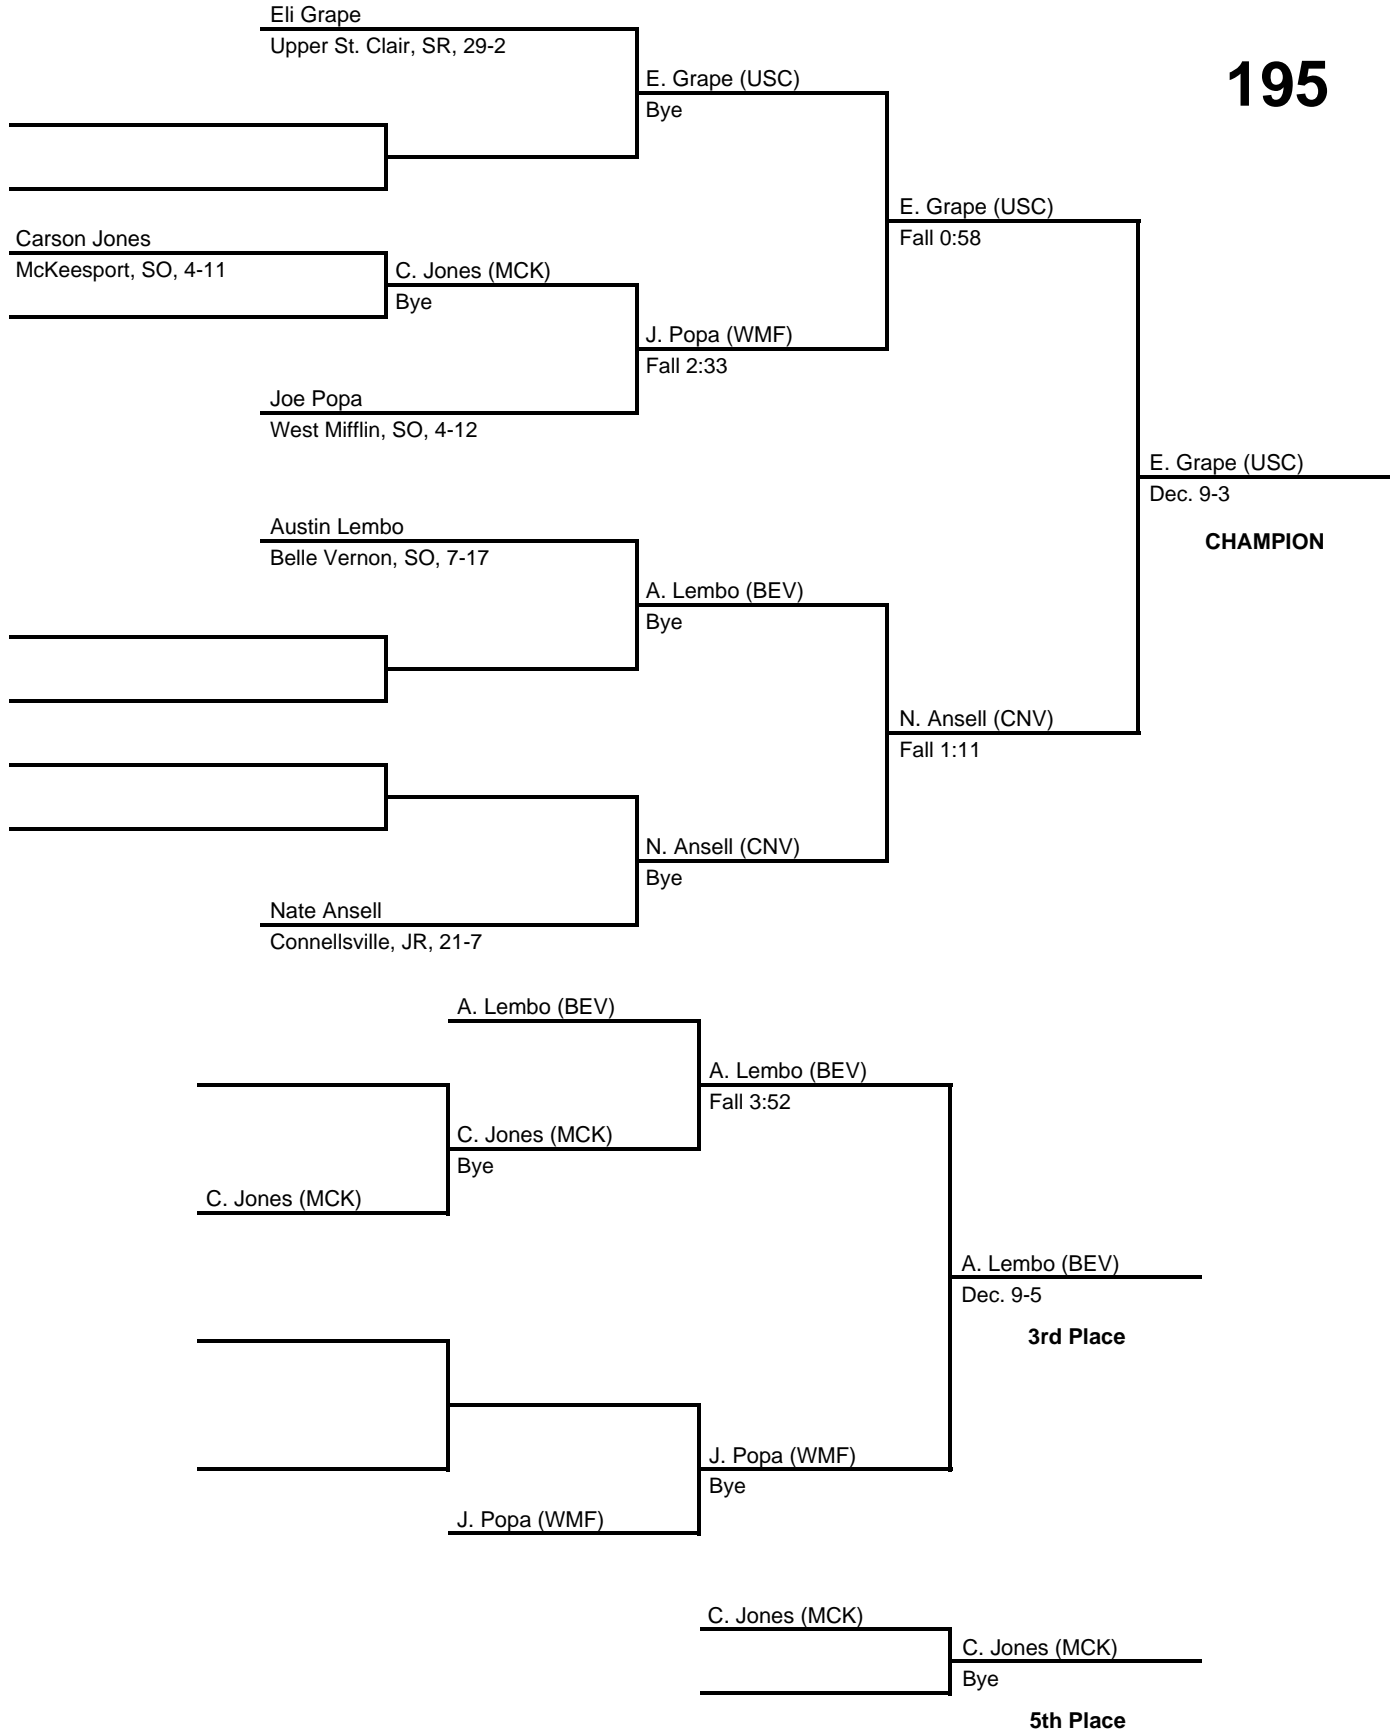 Eli Grape
Upper St. Clair, SR, 29-2
E. Grape (USC)
Bye
195
E. Grape (USC)
Fall 0:58
Carson Jones
McKeesport, SO, 4-11
C. Jones (MCK)
Bye
J. Popa (WMF)
Fall 2:33
Joe Popa
West Mifflin, SO, 4-12
E. Grape (USC)
Dec. 9-3
CHAMPION
Austin Lembo
Belle Vernon, SO, 7-17
A. Lembo (BEV)
Bye
N. Ansell (CNV)
Fall 1:11
N. Ansell (CNV)
Bye
Nate Ansell
Connellsville, JR, 21-7
A. Lembo (BEV)
A. Lembo (BEV)
Fall 3:52
C. Jones (MCK)
Bye
C. Jones (MCK)
A. Lembo (BEV)
Dec. 9-5
3rd Place
J. Popa (WMF)
Bye
J. Popa (WMF)
C. Jones (MCK)
C. Jones (MCK)
Bye
5th Place